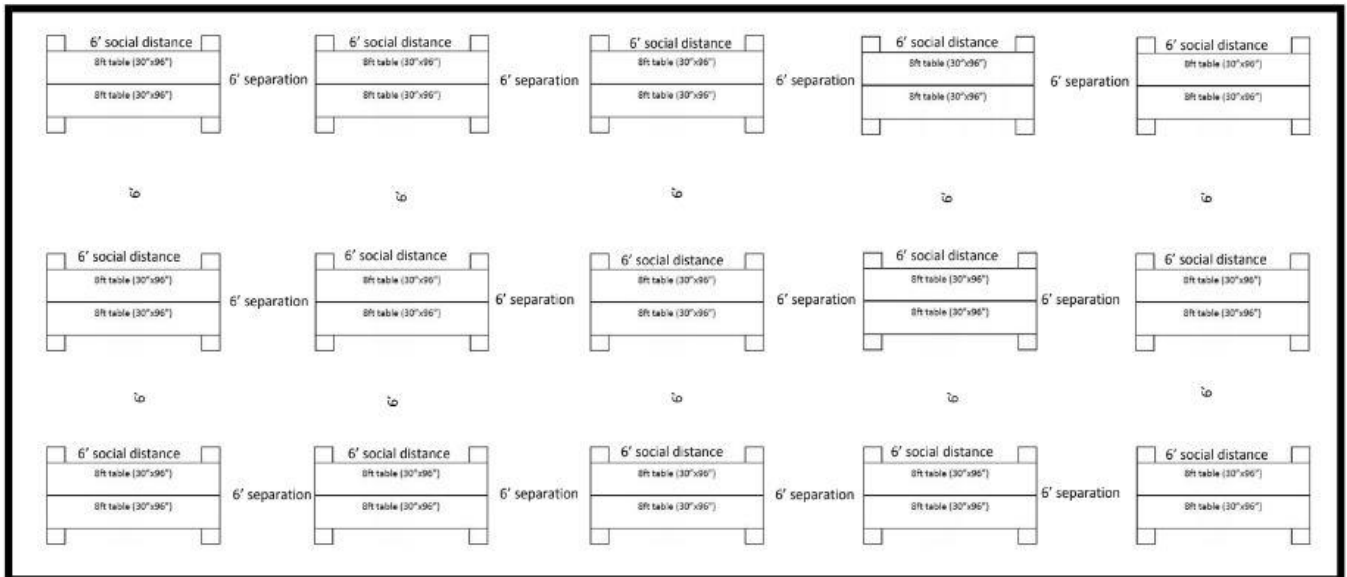 6' social distance 6' social distance 6' social distance 6' social distance 6' social distance
8ft table (30"x96") 8ft table (30"x96") 8ft table (30"x96") 8ft table (30"x96") 8ft table (30"x96")
6' separation 6' separation 6' separation 6' separation
8ft table (30"x96") 8ft table (30"x96") 8ft table (30"x96") 8ft table (30"x96") 8ft table (30"x96")
6' 6' 6' 6' 6'
6' social distance 6' social distance 6' social distance 6' social distance 6' social distance
8ft table (30"x96") 8ft table (30"x96") 8ft table (30"x96") 8ft table (30"x96") 8ft table (30"x96")
6' separation 6' separation 6' separation 6' separation
8ft table (30"x96") 8ft table (30"x96") 8ft table (30"x96") 8ft table (30"x96") 8ft table (30"x96")
6' 6' 6' 6' 6'
6' social distance 6' social distance 6' social distance 6' social distance 6' social distance
8ft table (30"x96") 8ft table (30"x96") 8ft table (30"x96") 8ft table (30"x96") 8ft table (30"x96")
6' separation 6' separation 6' separation 6' separation
8ft table (30"x96") 8ft table (30"x96") 8ft table (30"x96") 8ft table (30"x96") 8ft table (30"x96")